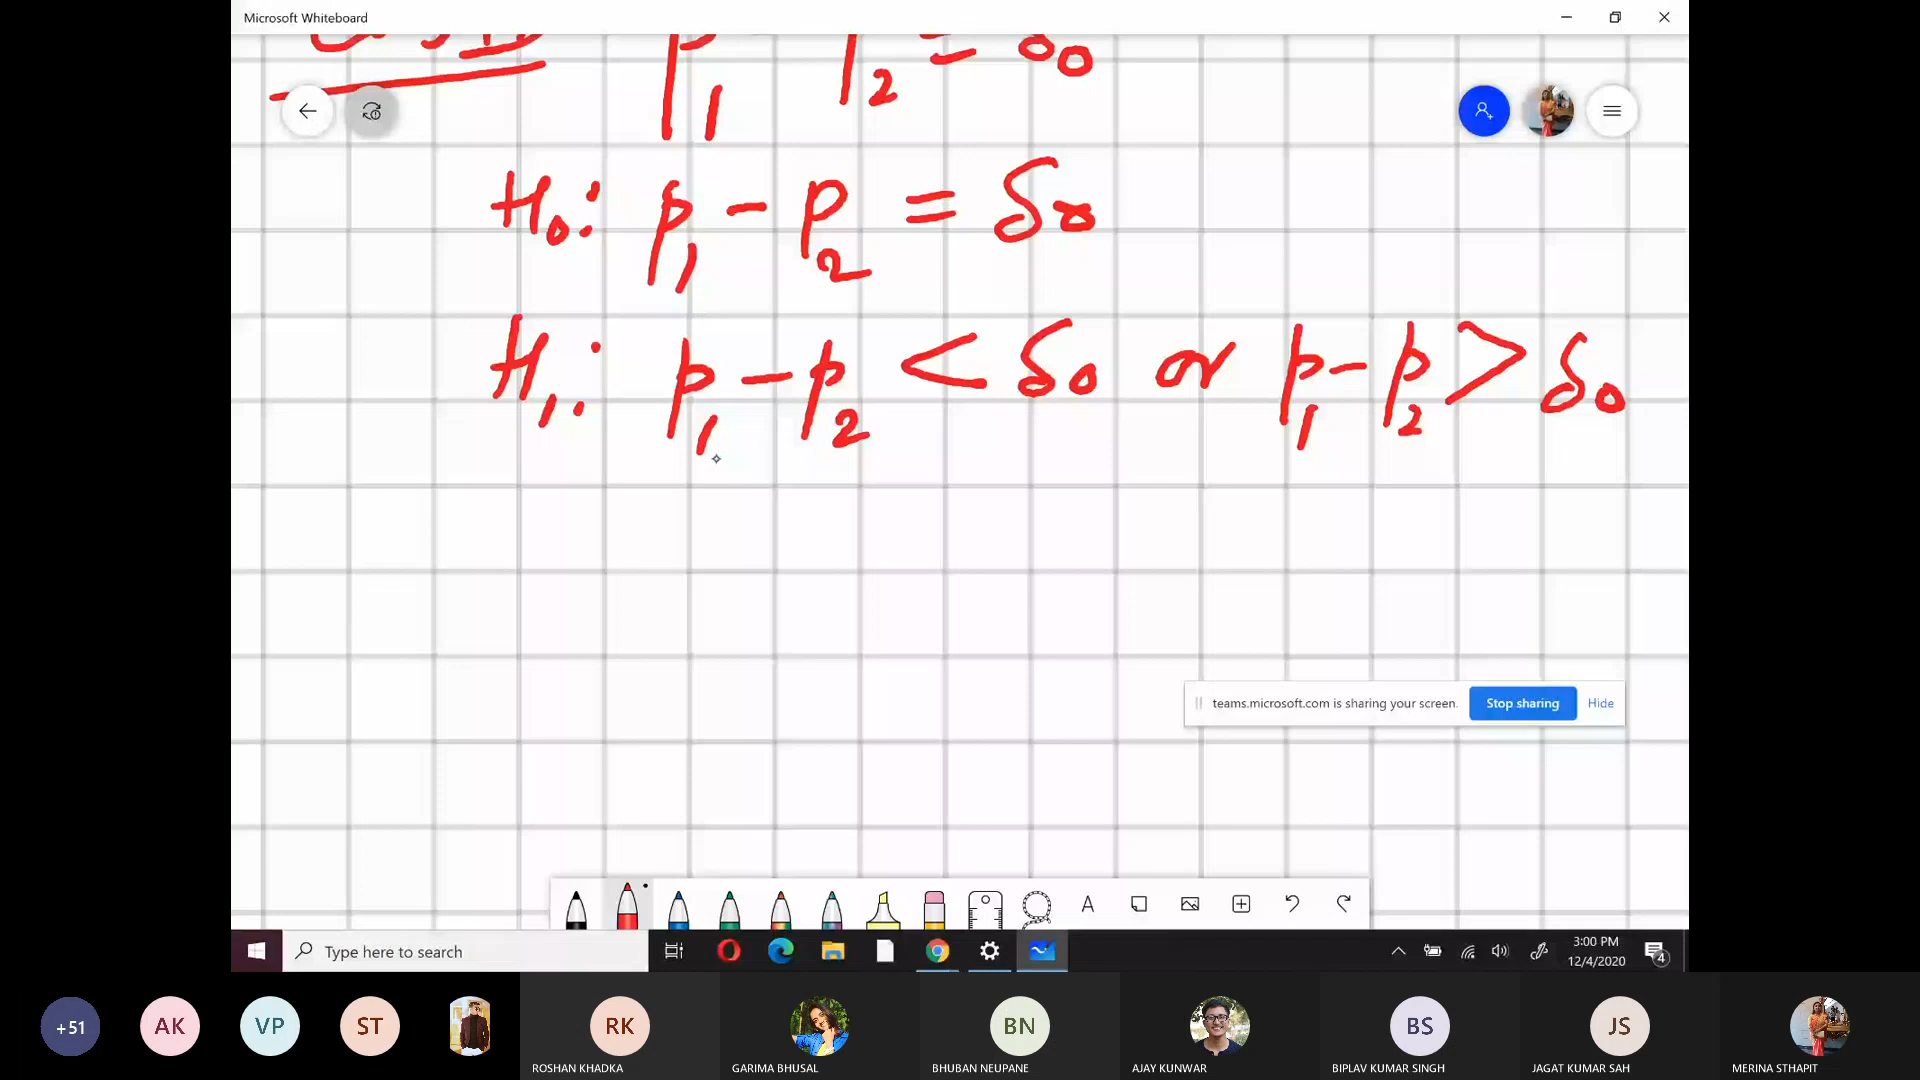 Microsoft Whiteboard
p₁ p₂ = δ₀
H₀: p₁ - p₂ = δ₀
H₁: p₁ - p₂ < δ₀ or p₁ - p₂ > δ₀
teams.microsoft.com is sharing your screen. Stop sharing Hide
A
Type here to search
3:00 PM
12/4/2020
4
+51 AK VP ST RK BN BS JS
ROSHAN KHADKA GARIMA BHUSAL BHUBAN NEUPANE AJAY KUNWAR BIPLAV KUMAR SINGH JAGAT KUMAR SAH MERINA STHAPIT